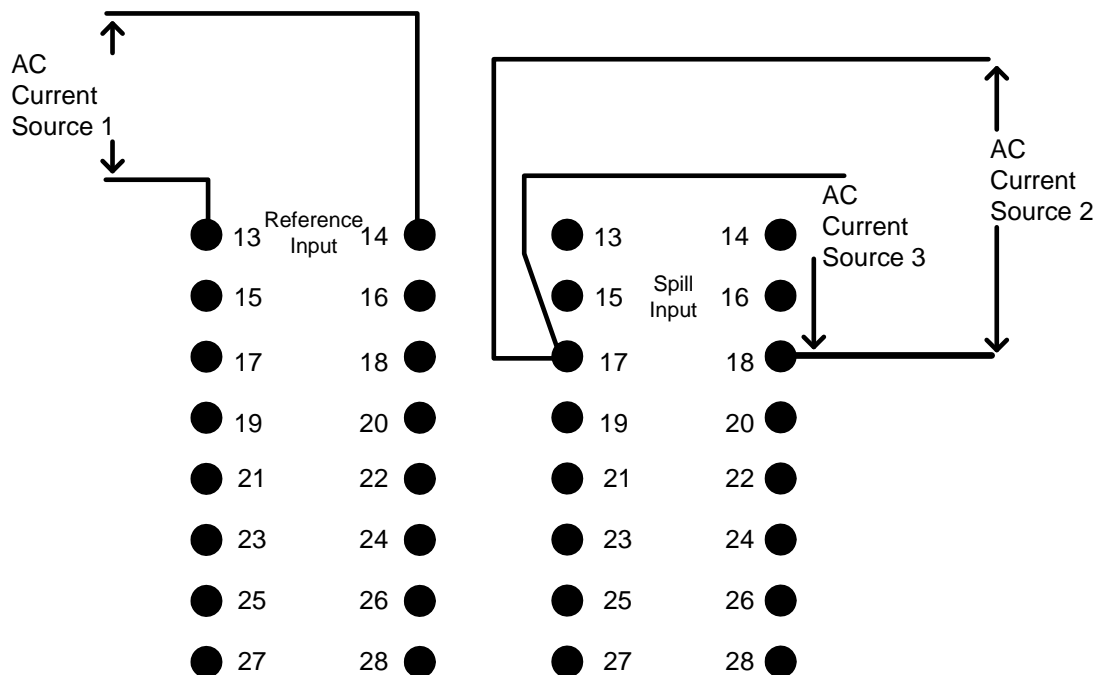 AC
Current
Source 1
AC
Current
Source 2
AC
Current
Source 3
13 Reference Input 14
15 16
17 18
19 20
21 22
23 24
25 26
27 28
13 14
15 Spill Input 16
17 18
19 20
21 22
23 24
25 26
27 28